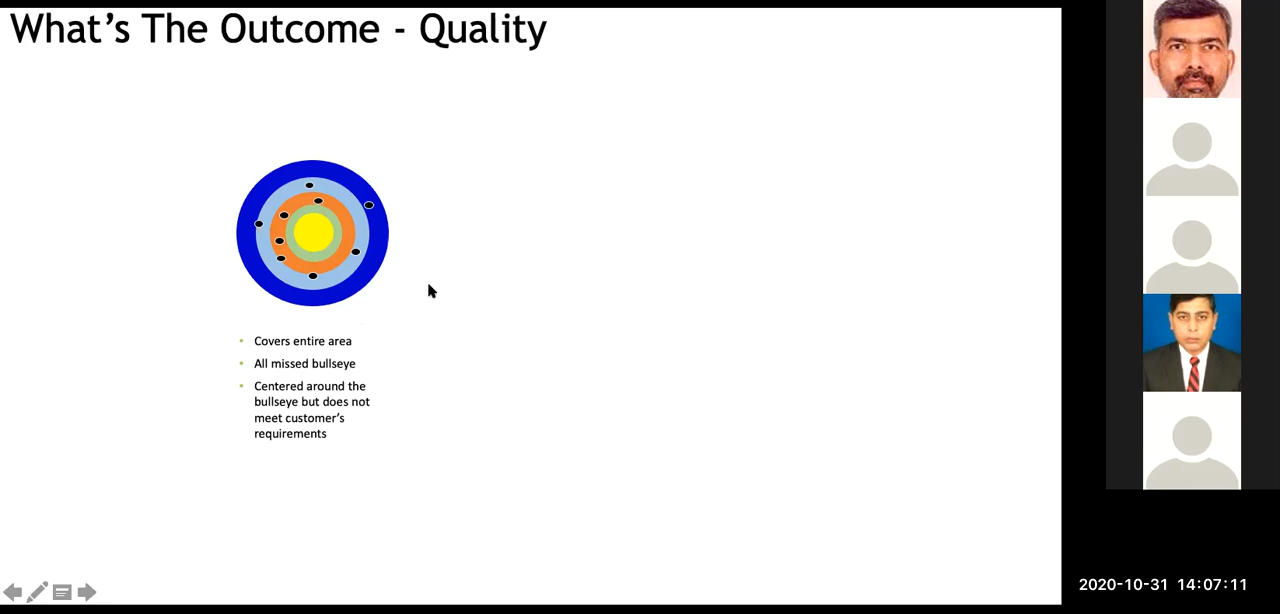 What’s The Outcome - Quality
Covers entire area
All missed bullseye
Centered around the
bullseye but does not
meet customer’s
requirements
2020-10-31 14:07:11